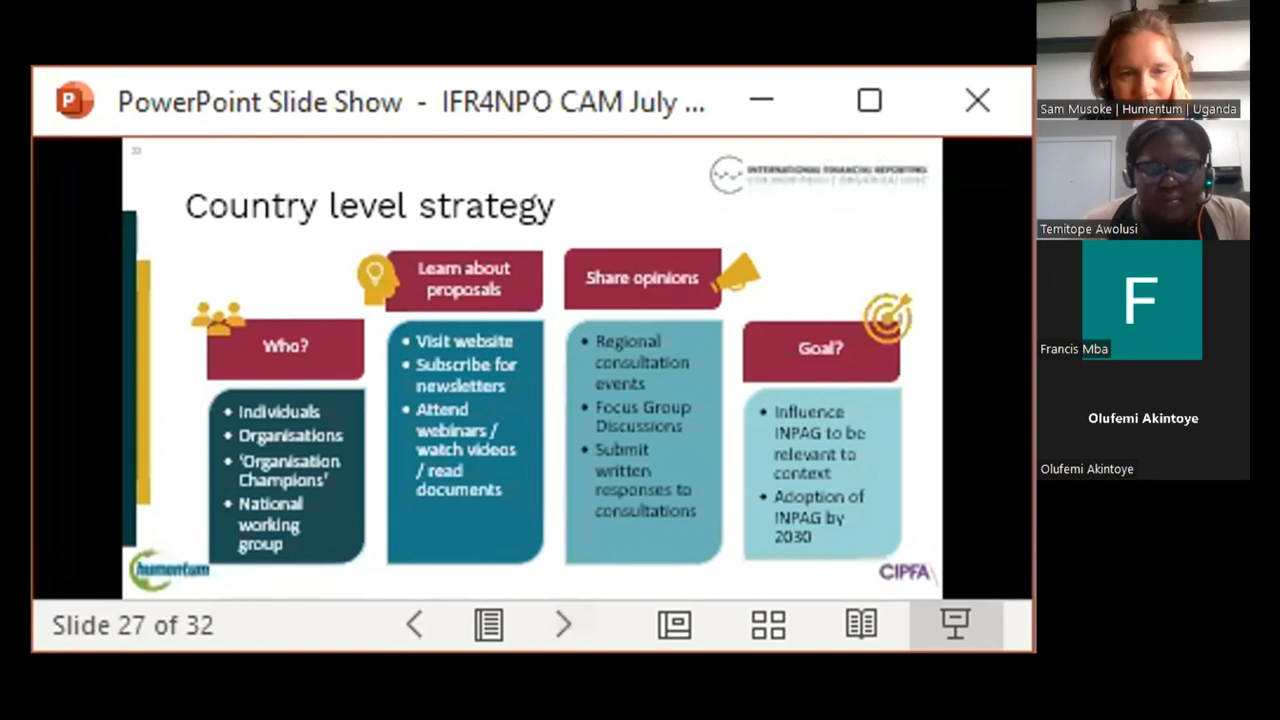 PowerPoint Slide Show - IFR4NPO CAM July ...
INTERNATIONAL FINANCIAL REPORTING
Country level strategy
Who?
• Individuals
• Organisations
• 'Organisation
Champions'
• National
working
group
Learn about
proposals
• Visit website
• Subscribe for
newsletters
• Attend
webinars /
watch videos
/ read
documents
Share opinions
• Regional
consultation
events
• Focus Group
Discussions
• Submit
written
responses to
consultations
Goal?
• Influence
INPAG to be
relevant to
context
• Adoption of
INPAG by
2030
humentum
CIPFA
Slide 27 of 32
Sam Musoke | Humentum | Uganda
Temitope Awolusi
F
Francis Mba
Olufemi Akintoye
Olufemi Akintoye